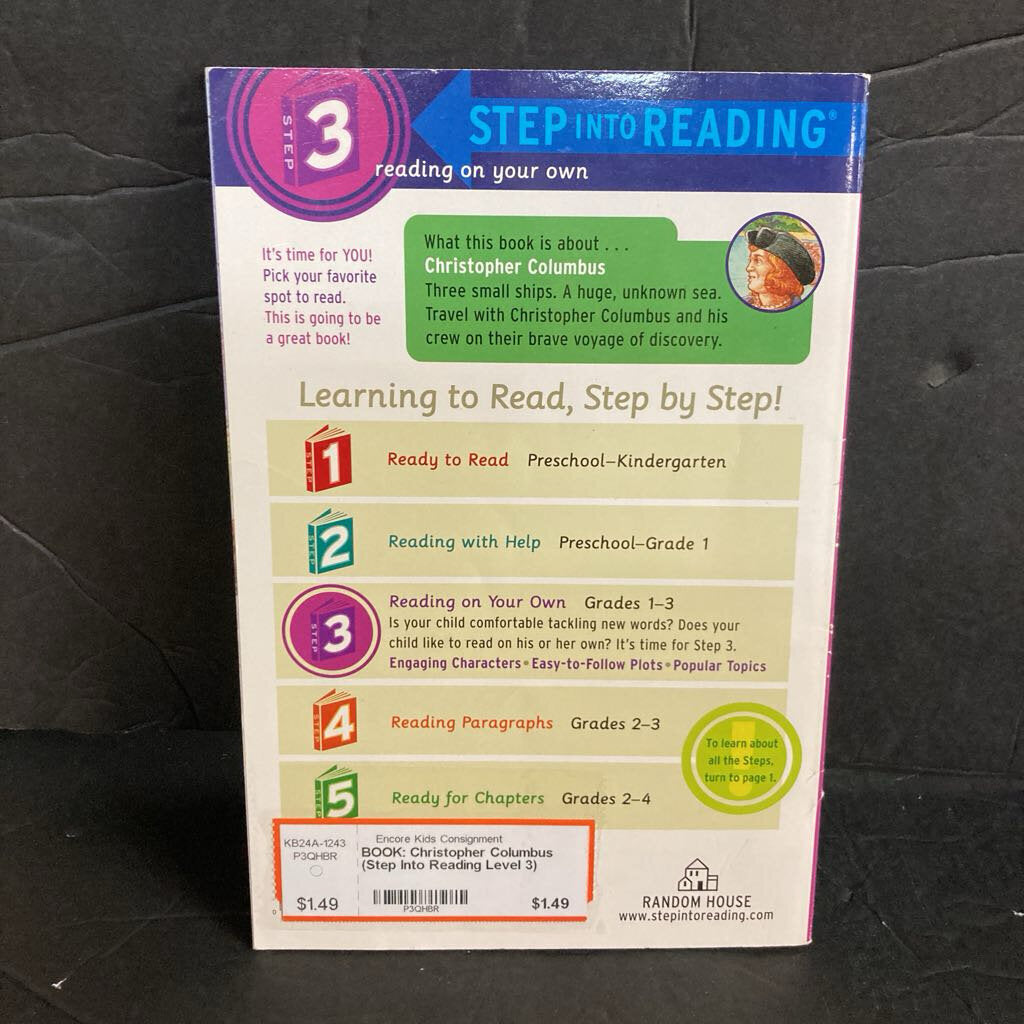 STEP 3
STEP INTO READING®
reading on your own
It's time for YOU!
Pick your favorite
spot to read.
This is going to be
a great book!
What this book is about . . .
Christopher Columbus
Three small ships. A huge, unknown sea.
Travel with Christopher Columbus and his
crew on their brave voyage of discovery.
Learning to Read, Step by Step!
STEP 1 Ready to Read Preschool–Kindergarten
STEP 2 Reading with Help Preschool–Grade 1
STEP 3 Reading on Your Own Grades 1–3
Is your child comfortable tackling new words? Does your
child like to read on his or her own? It's time for Step 3.
Engaging Characters • Easy-to-Follow Plots • Popular Topics
STEP 4 Reading Paragraphs Grades 2–3
To learn about
all the Steps,
turn to page 1.
STEP 5 Ready for Chapters Grades 2–4
KB24A-1243
P3QHBR
$1.49
Encore Kids Consignment
BOOK: Christopher Columbus
(Step Into Reading Level 3)
P3QHBR
$1.49
RANDOM HOUSE
www.stepintoreading.com